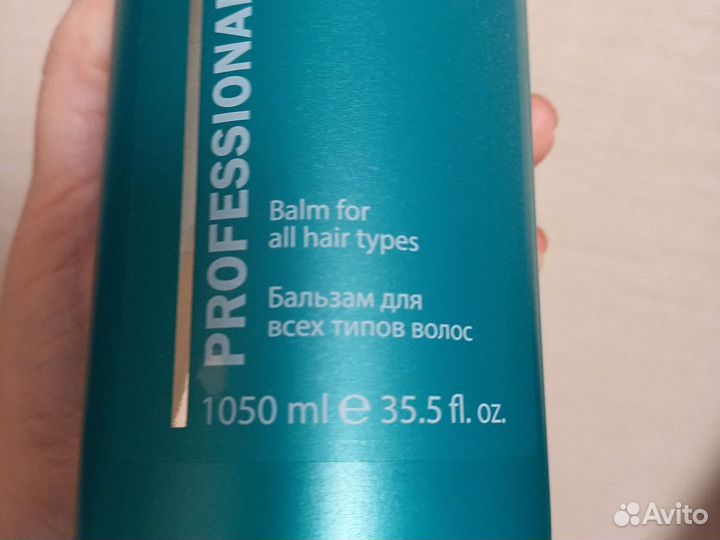 PROFESSIONAL
Balm for
all hair types
Бальзам для
всех типов волос
1050 ml ℮ 35.5 fl. oz.
Avito